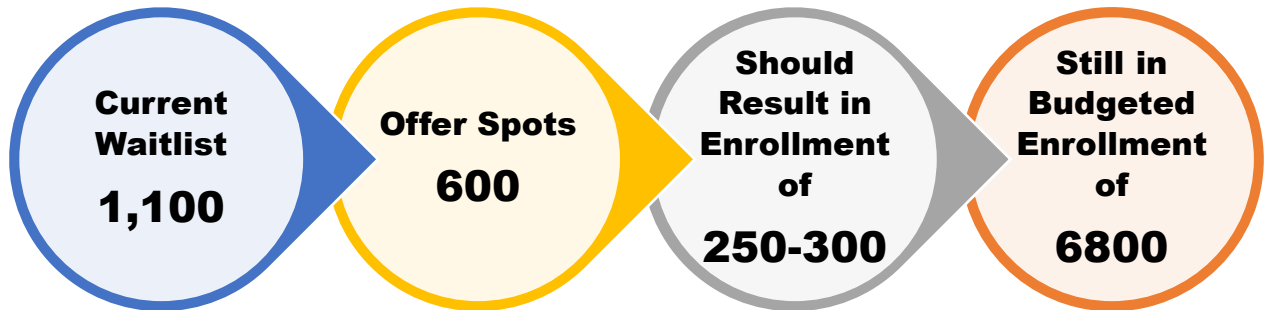 Current
Waitlist
1,100
Offer Spots
600
Should
Result in
Enrollment
of
250-300
Still in
Budgeted
Enrollment
of
6800